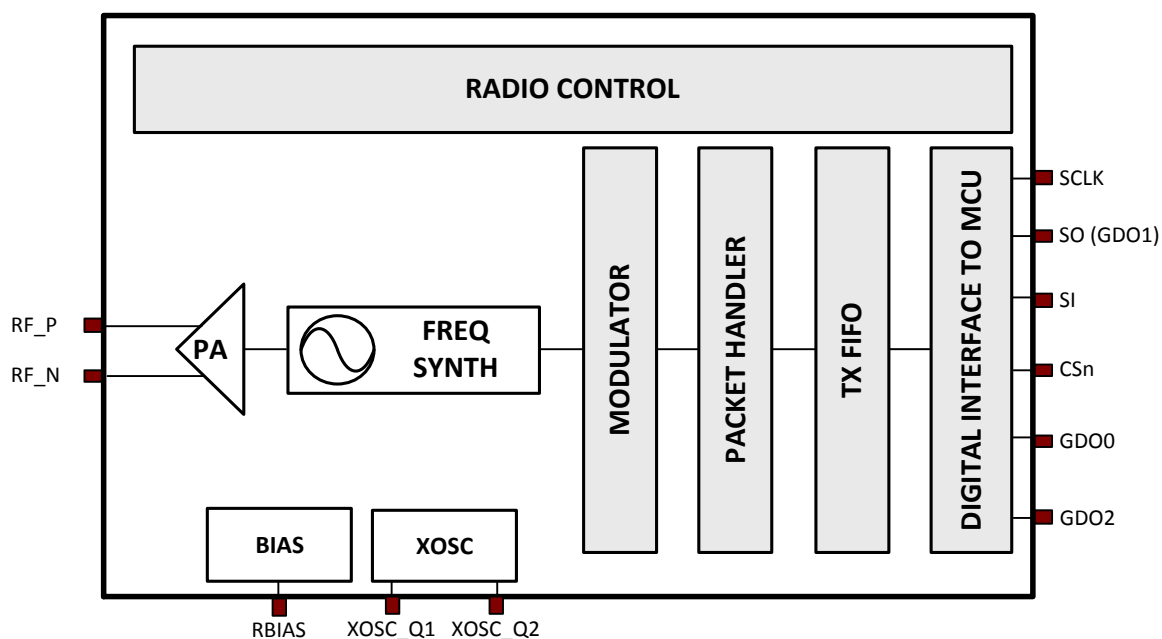 RADIO CONTROL
RF_P
RF_N
PA
FREQ
SYNTH
MODULATOR
PACKET HANDLER
TX FIFO
DIGITAL INTERFACE TO MCU
SCLK
SO (GDO1)
SI
CSn
GDO0
GDO2
BIAS
XOSC
RBIAS
XOSC_Q1
XOSC_Q2